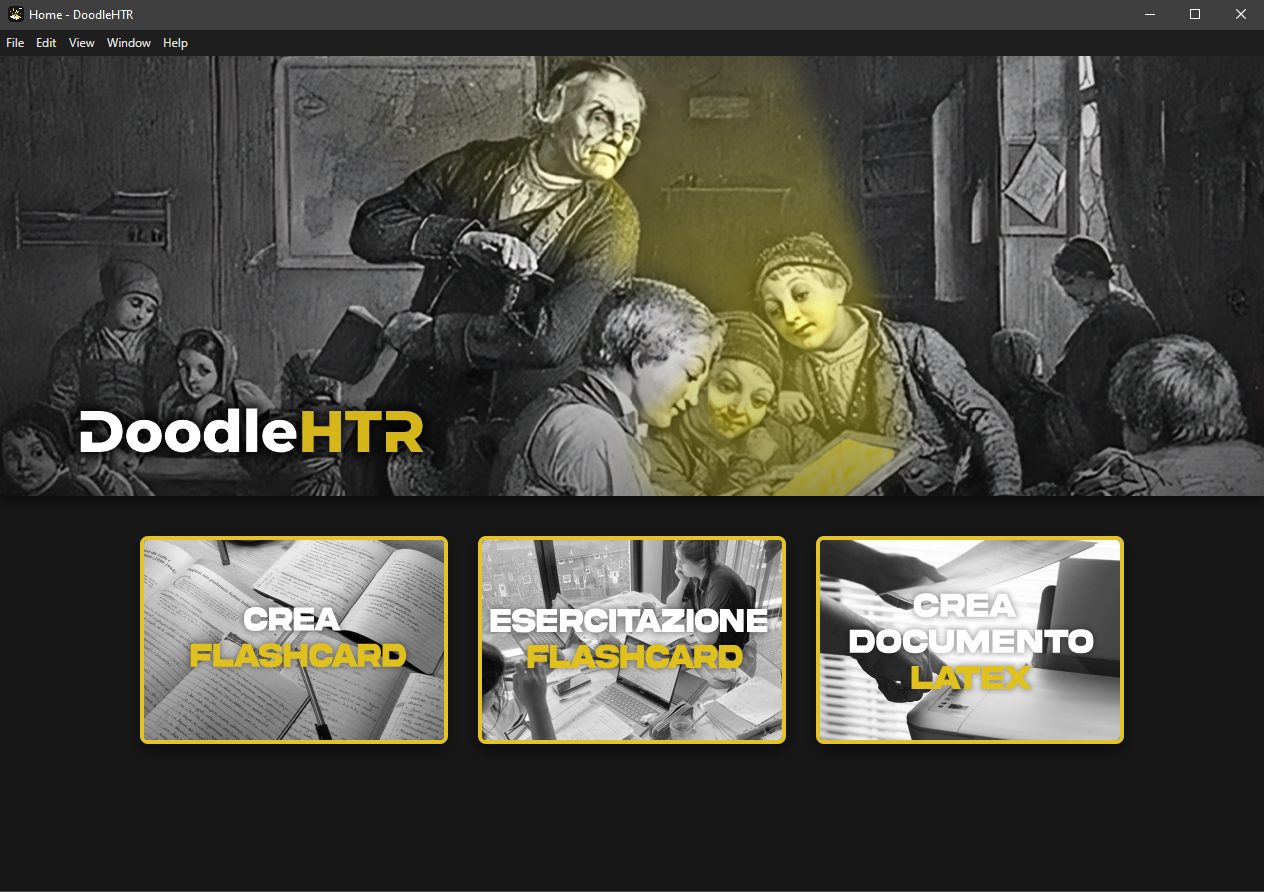 Home - DoodleHTR
File Edit View Window Help
DoodleHTR
CREA
FLASHCARD
ESERCITAZIONE
FLASHCARD
CREA
DOCUMENTO
LATEX